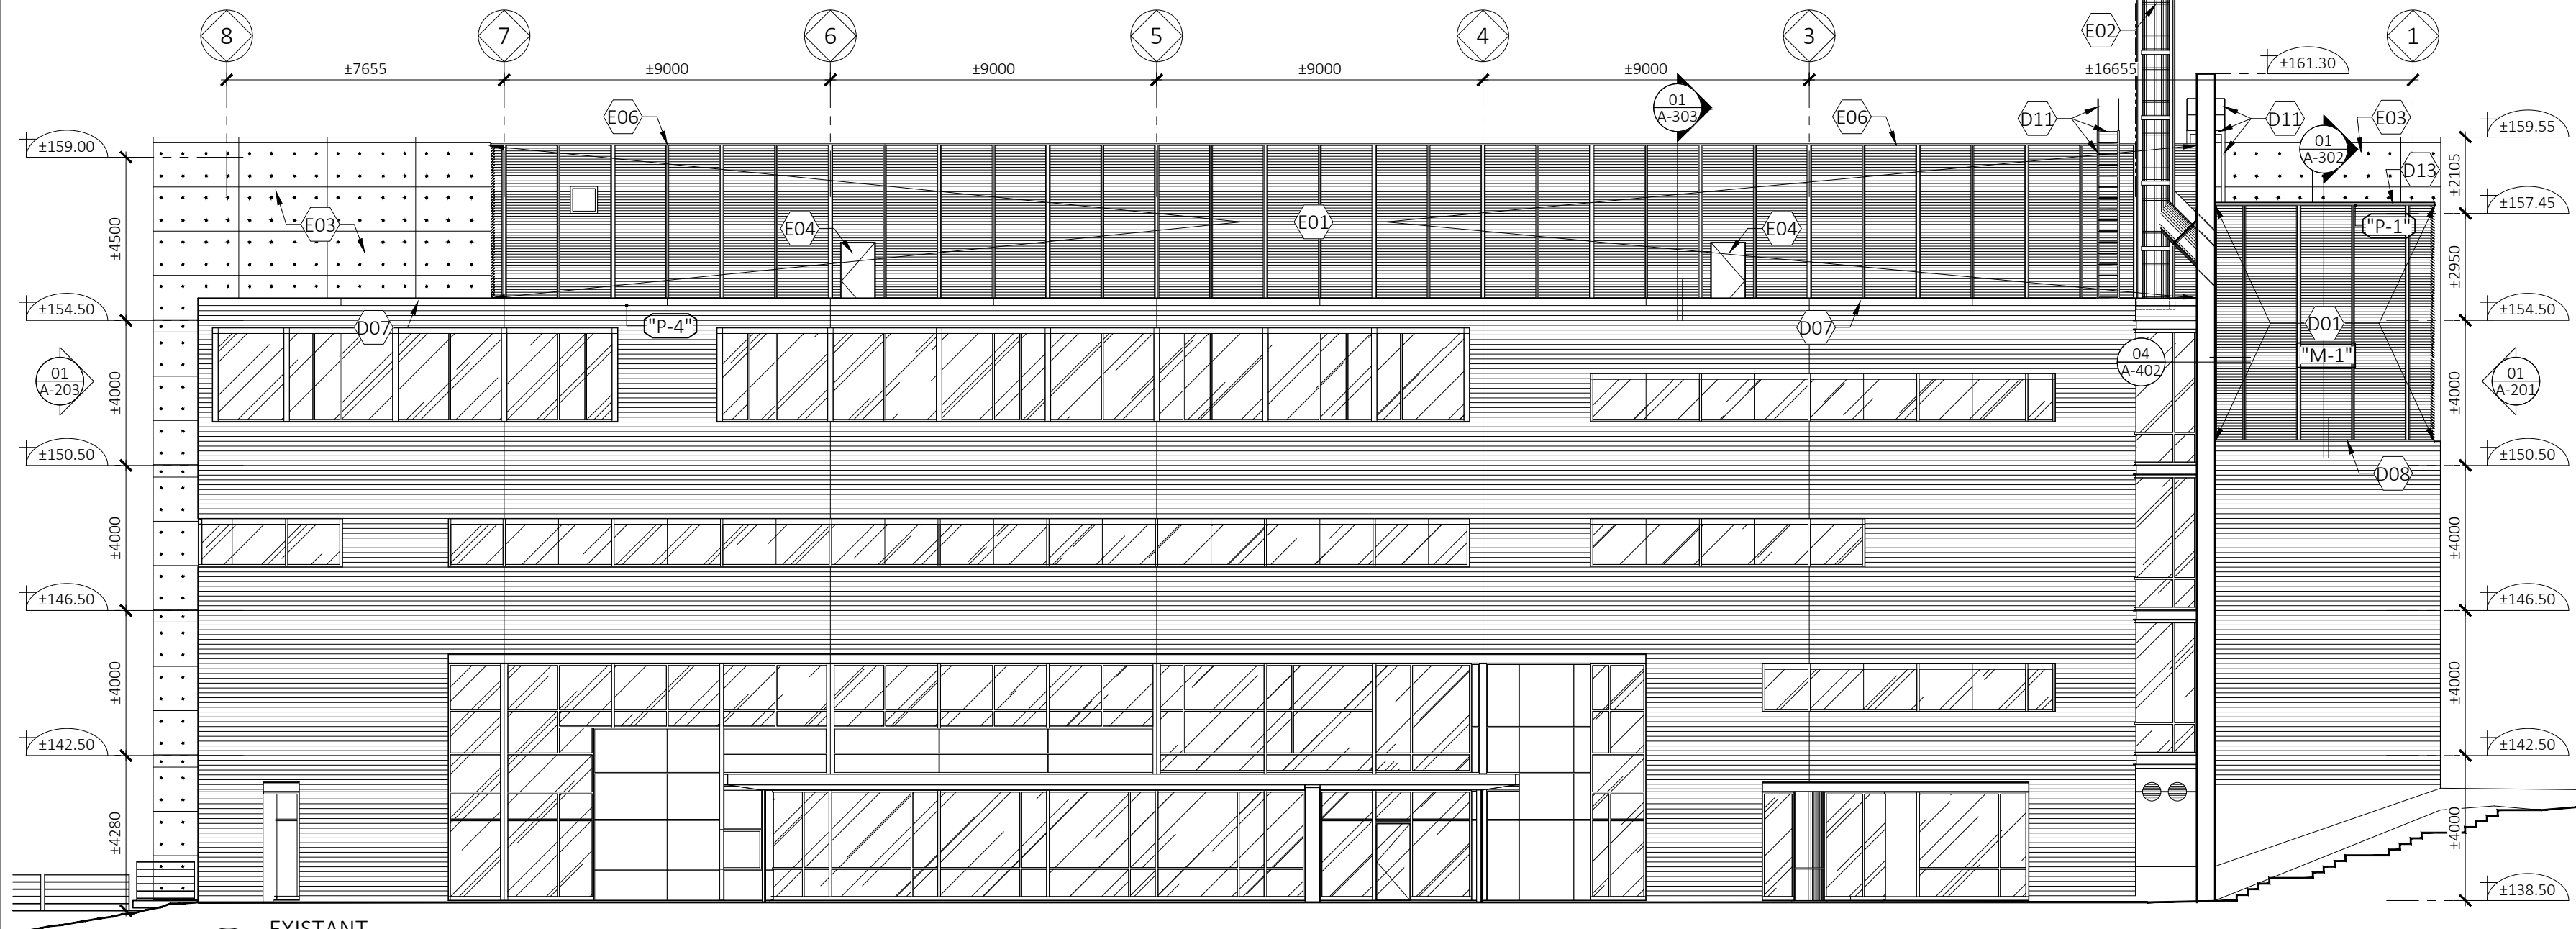 8
7
6
5
4
3
1
E02
±7655
±9000
±9000
±9000
±9000
±16655
±161.30
E06
01
A-303
E06
D11
D11
E03
±159.00
±159.55
01
A-302
D13
±2105
±157.45
E03
E04
E01
E04
"P-1"
±4500
±2950
±154.50
D07
"P-4"
D07
D01
±154.50
"M-1"
01
A-203
04
A-402
01
A-201
±4000
±4000
±150.50
D08
±150.50
±4000
±4000
±146.50
±146.50
±4000
±4000
±142.50
±142.50
±4280
±4000
±138.50
EXISTANT